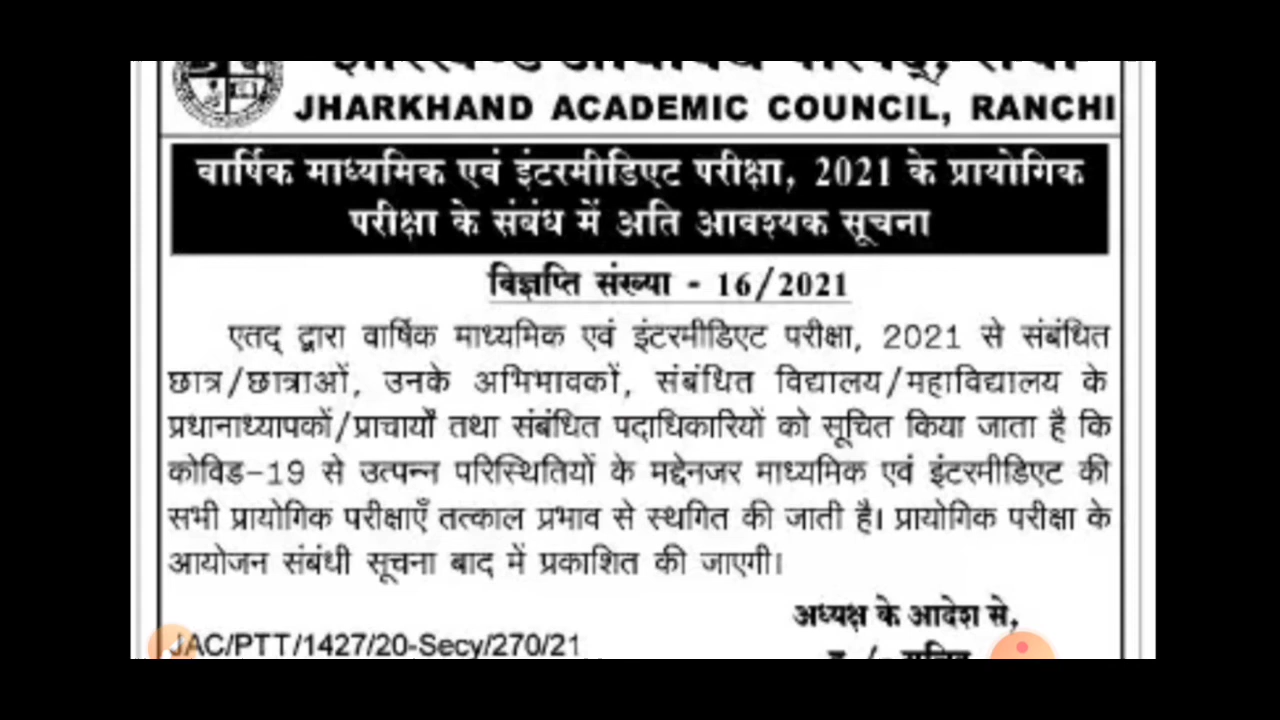 JHARKHAND ACADEMIC COUNCIL, RANCHI
वार्षिक माध्यमिक एवं इंटरमीडिएट परीक्षा, 2021 के प्रायोगिक
परीक्षा के संबंध में अति आवश्यक सूचना
विज्ञप्ति संख्या - 16/2021
एतद् द्वारा वार्षिक माध्यमिक एवं इंटरमीडिएट परीक्षा, 2021 से संबंधित
छात्र/छात्राओं, उनके अभिभावकों, संबंधित विद्यालय/महाविद्यालय के
प्रधानाध्यापकों/प्राचार्यों तथा संबंधित पदाधिकारियों को सूचित किया जाता है कि
कोविड-19 से उत्पन्न परिस्थितियों के मद्देनजर माध्यमिक एवं इंटरमीडिएट की
सभी प्रायोगिक परीक्षाएँ तत्काल प्रभाव से स्थगित की जाती है। प्रायोगिक परीक्षा के
आयोजन संबंधी सूचना बाद में प्रकाशित की जाएगी।
अध्यक्ष के आदेश से,
JAC/PTT/1427/20-Secy/270/21